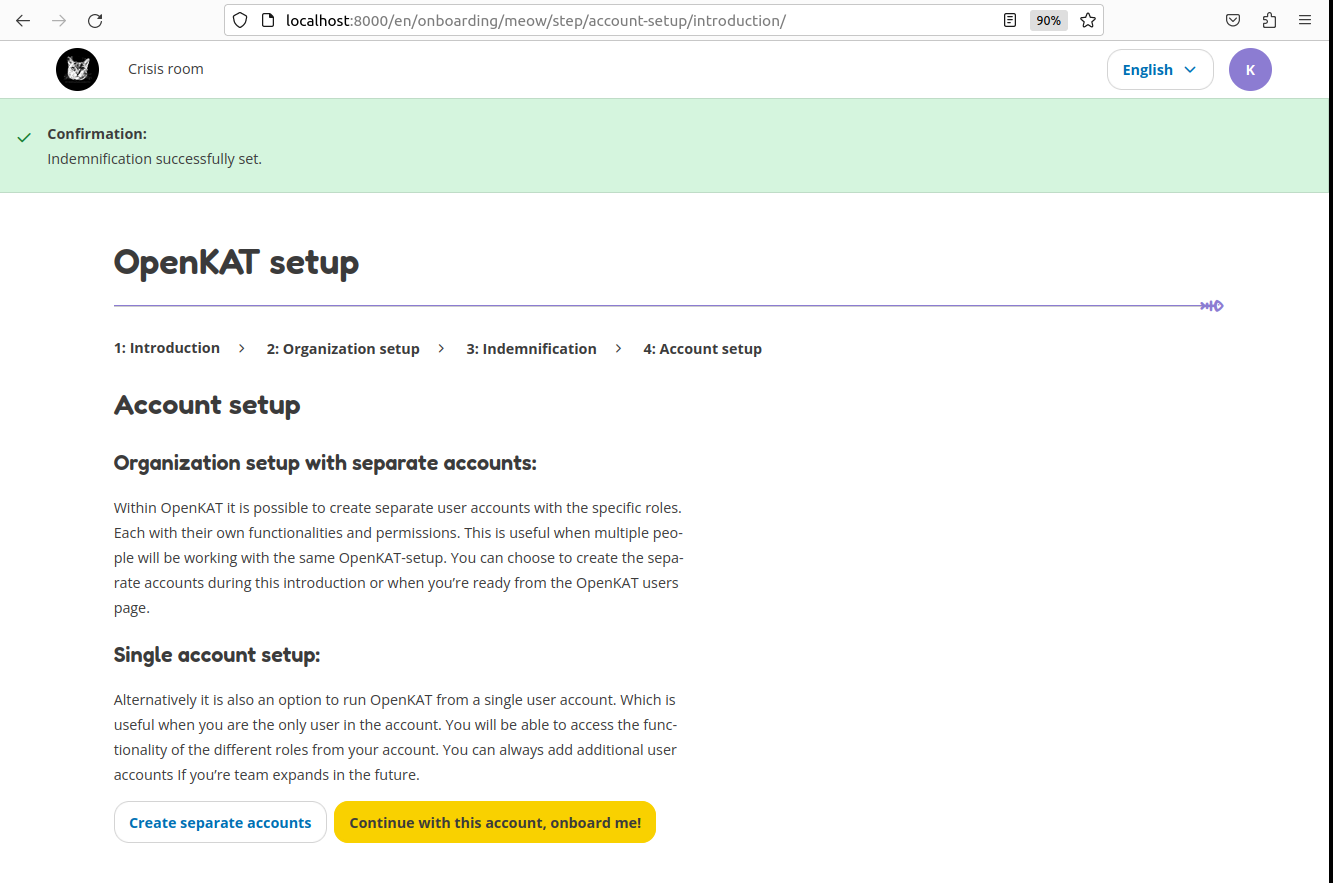 localhost:8000/en/onboarding/meow/step/account-setup/introduction/
90%
Crisis room
English
K
Confirmation:
Indemnification successfully set.
OpenKAT setup
1: Introduction > 2: Organization setup > 3: Indemnification > 4: Account setup
Account setup
Organization setup with separate accounts:
Within OpenKAT it is possible to create separate user accounts with the specific roles.
Each with their own functionalities and permissions. This is useful when multiple peo-
ple will be working with the same OpenKAT-setup. You can choose to create the sepa-
rate accounts during this introduction or when you’re ready from the OpenKAT users
page.
Single account setup:
Alternatively it is also an option to run OpenKAT from a single user account. Which is
useful when you are the only user in the account. You will be able to access the func-
tionality of the different roles from your account. You can always add additional user
accounts If you’re team expands in the future.
Create separate accounts
Continue with this account, onboard me!